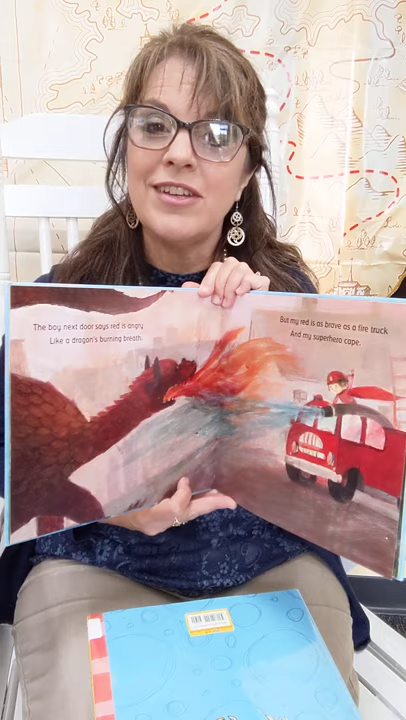 The boy next door says red is angry
Like a dragon's burning breath.
But my red is as brave as a fire truck
And my superhero cape.